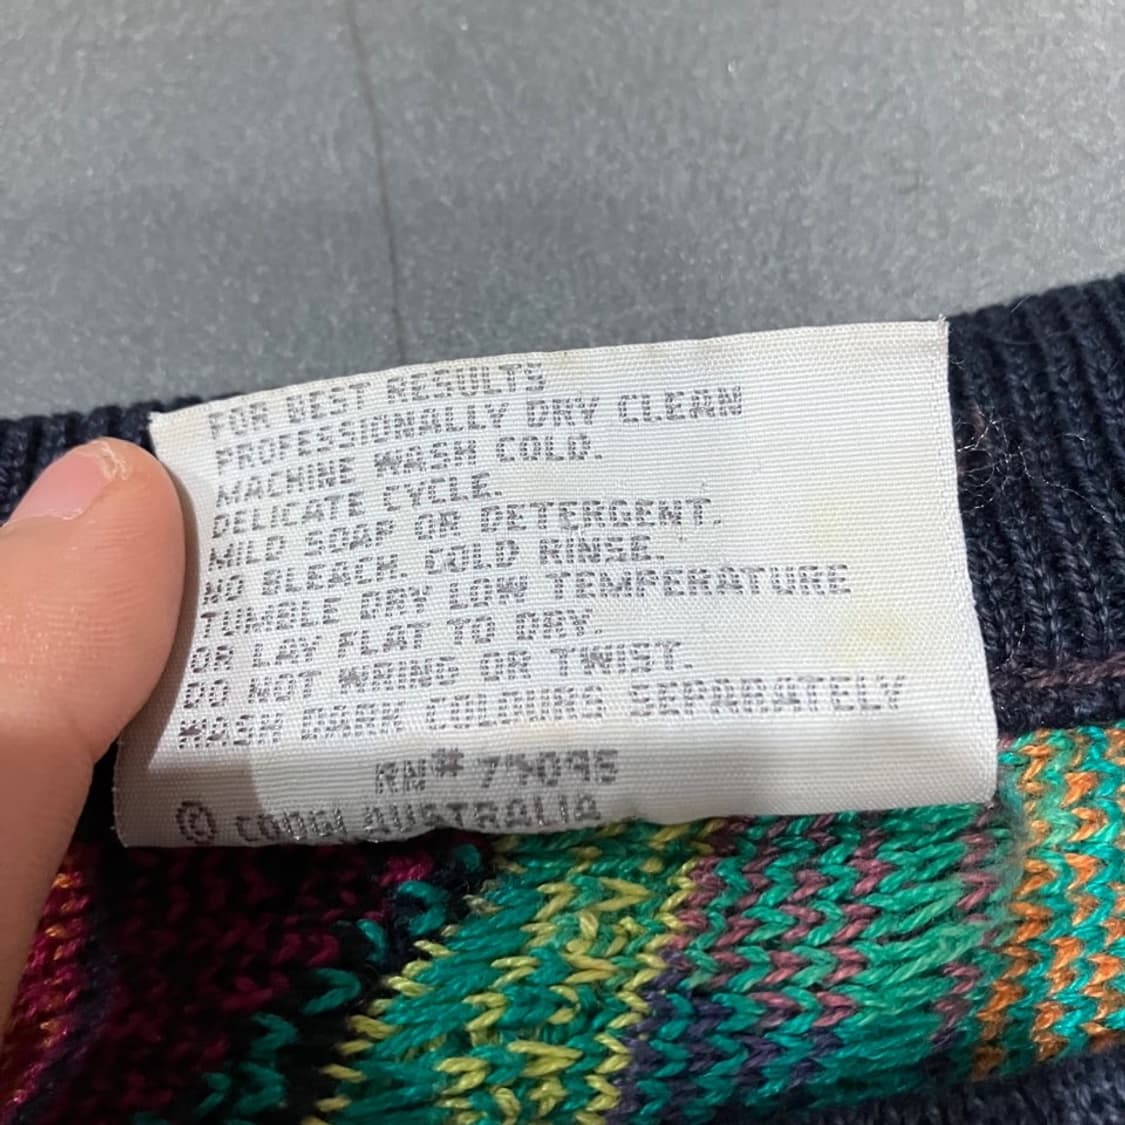 FOR BEST RESULTS
PROFESSIONALLY DRY CLEAN
MACHINE WASH COLD.
DELICATE CYCLE.
MILD SOAP OR DETERGENT.
NO BLEACH. COLD RINSE.
TUMBLE DRY LOW TEMPERATURE
OR LAY FLAT TO DRY.
DO NOT WRING OR TWIST.
WASH DARK COLOURS SEPARATELY
RN# 75095
© COOGI AUSTRALIA